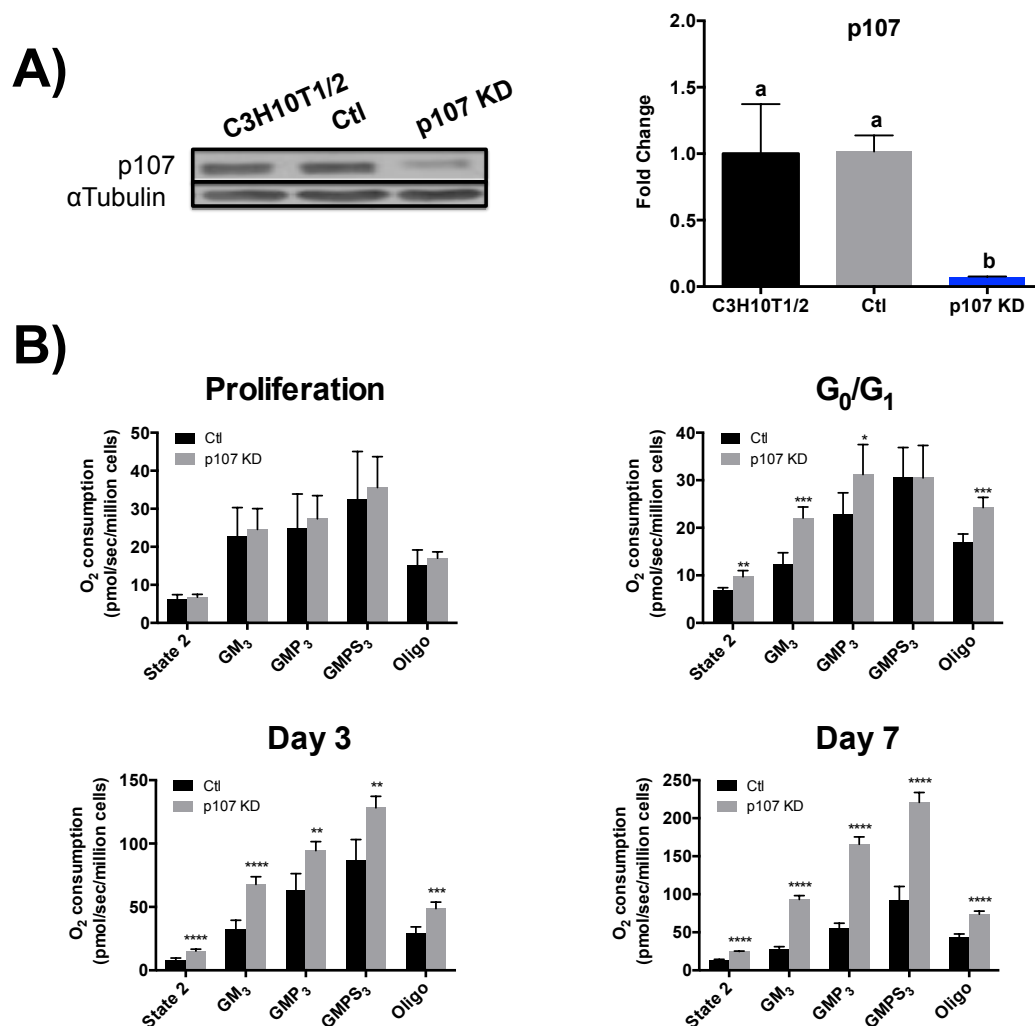 A)
C3H10T1/2
Ctl
p107 KD
p107
αTubulin
p107
Fold Change
2.0
1.5
1.0
0.5
0.0
a
a
b
C3H10T1/2
Ctl
p107 KD
B)
Proliferation
O2 consumption
(pmol/sec/million cells)
50
40
30
20
10
0
Ctl
p107 KD
State 2
GM3
GMP3
GMPS3
Oligo
G0/G1
O2 consumption
(pmol/sec/million cells)
40
30
20
10
0
Ctl
p107 KD
**
***
*
***
State 2
GM3
GMP3
GMPS3
Oligo
Day 3
O2 consumption
(pmol/sec/million cells)
150
100
50
0
Ctl
p107 KD
****
****
**
**
***
State 2
GM3
GMP3
GMPS3
Oligo
Day 7
O2 consumption
(pmol/sec/million cells)
250
200
150
100
50
0
Ctl
p107 KD
****
****
****
****
****
State 2
GM3
GMP3
GMPS3
Oligo